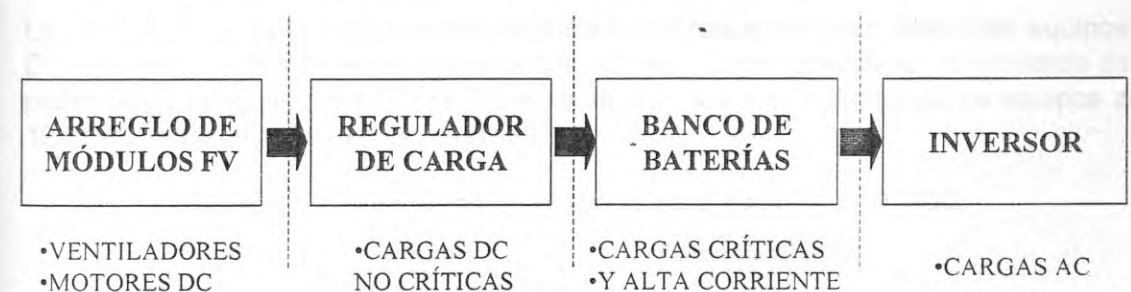 ARREGLO DE
MÓDULOS FV
REGULADOR
DE CARGA
BANCO DE
BATERÍAS
INVERSOR
•VENTILADORES
•MOTORES DC
•CARGAS DC
NO CRÍTICAS
•CARGAS CRÍTICAS
•Y ALTA CORRIENTE
•CARGAS AC